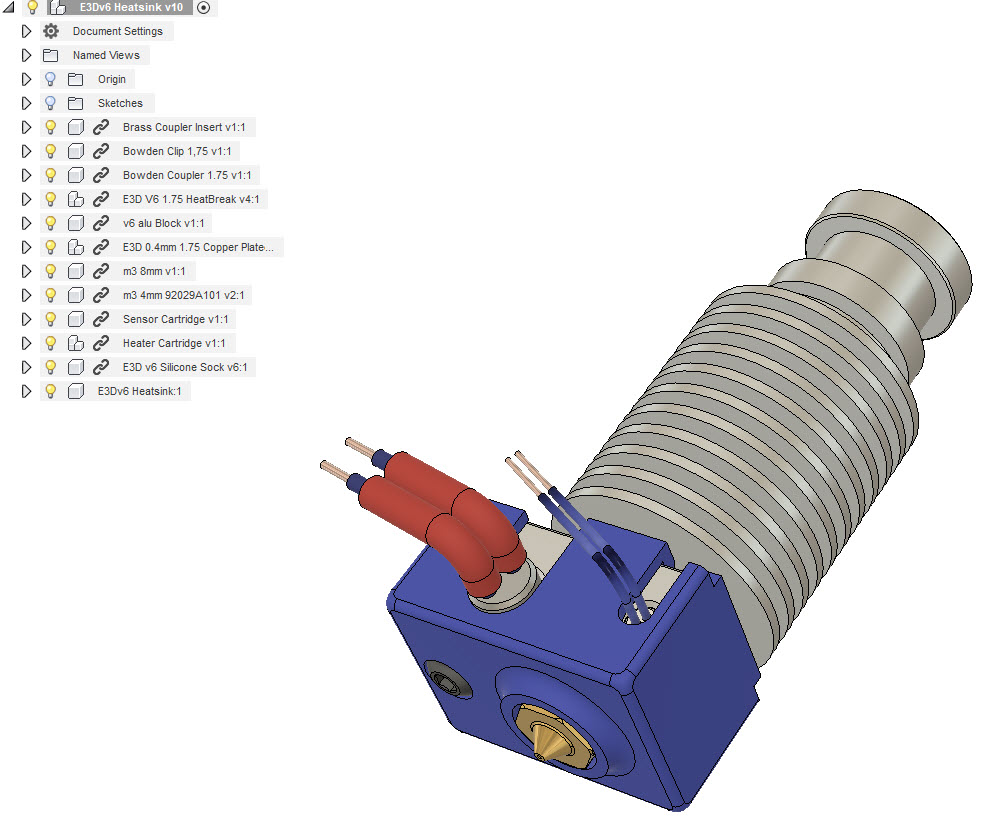 E3Dv6 Heatsink v10
Document Settings
Named Views
Origin
Sketches
Brass Coupler Insert v1:1
Bowden Clip 1,75 v1:1
Bowden Coupler 1.75 v1:1
E3D V6 1.75 HeatBreak v4:1
v6 alu Block v1:1
E3D 0.4mm 1.75 Copper Plate...
m3 8mm v1:1
m3 4mm 92029A101 v2:1
Sensor Cartridge v1:1
Heater Cartridge v1:1
E3D v6 Silicone Sock v6:1
E3Dv6 Heatsink:1